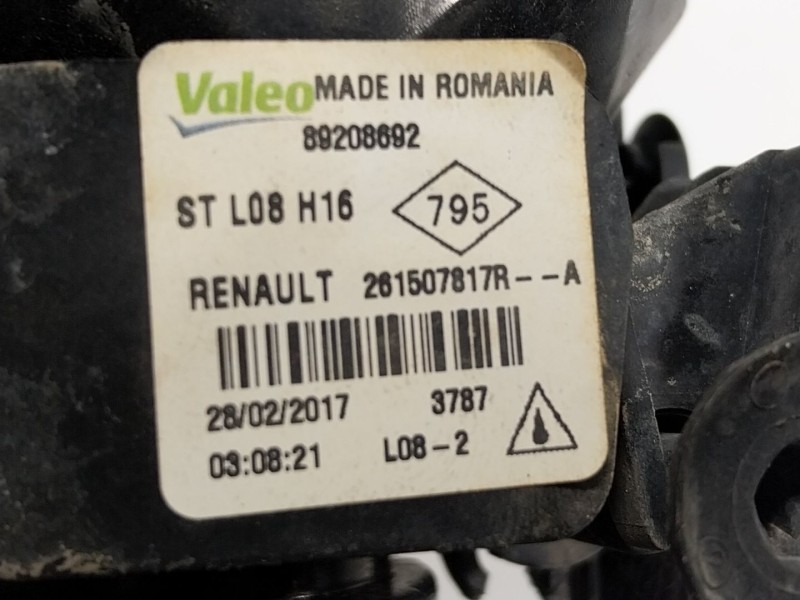 Valeo MADE IN ROMANIA
89208692
ST L08 H16 795
RENAULT 261507817R--A
28/02/2017 3787
03:08:21 L08-2